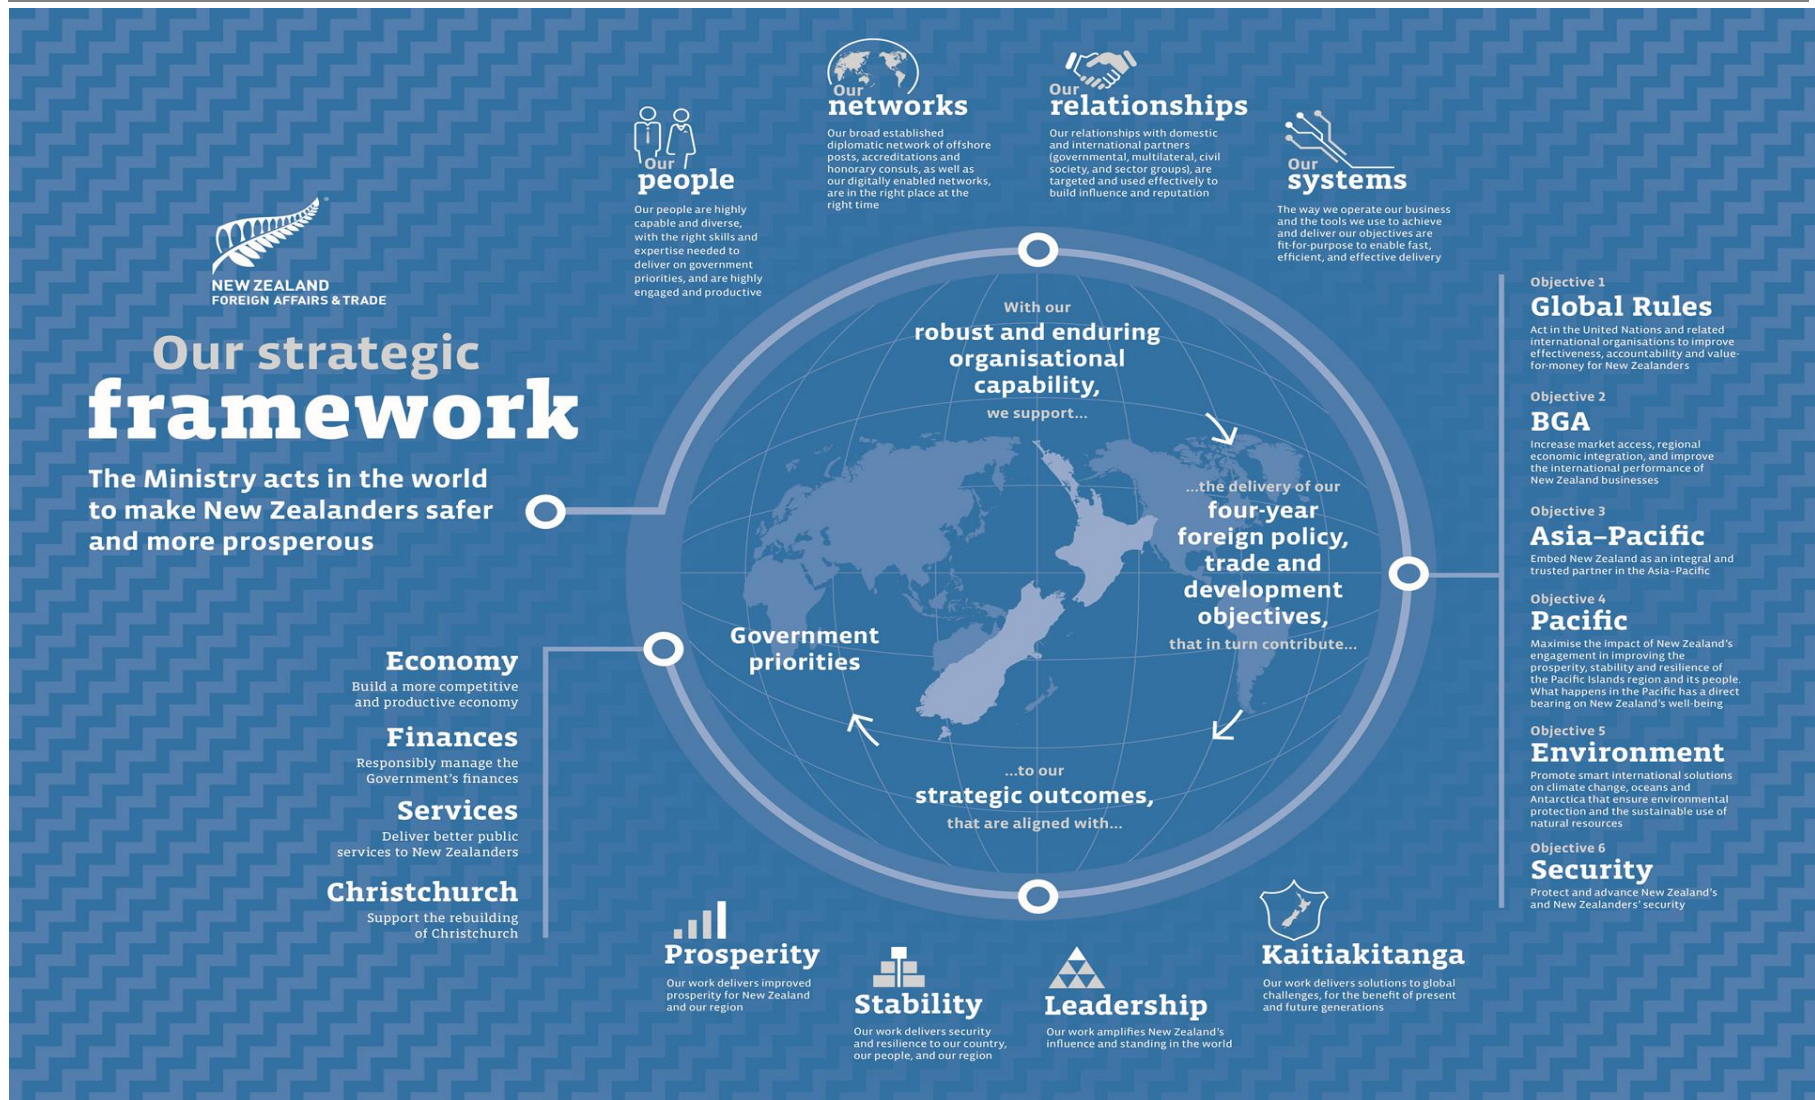 NEW ZEALAND
FOREIGN AFFAIRS & TRADE
Our strategic
framework
The Ministry acts in the world
to make New Zealanders safer
and more prosperous
Our
people
Our people are highly
capable and diverse,
with the right skills and
expertise needed to
deliver on government
priorities, and are highly
engaged and productive
Our
networks
Our broad established
diplomatic network of offshore
posts, accreditations and
honorary consuls, as well as
our digitally enabled networks,
are in the right place at the
right time
Our
relationships
Our relationships with domestic
and international partners
(governmental, multilateral, civil
society, and sector groups), are
targeted and used effectively to
build influence and reputation
Our
systems
The way we operate our business
and the tools we use to achieve
and deliver our objectives are
fit-for-purpose to enable fast,
efficient, and effective delivery
With our
robust and enduring
organisational
capability,
we support...
...the delivery of our
four-year
foreign policy,
trade and
development
objectives,
that in turn contribute...
...to our
strategic outcomes,
that are aligned with...
Government
priorities
Objective 1
Global Rules
Act in the United Nations and related
international organisations to improve
effectiveness, accountability and value-
for-money for New Zealanders
Objective 2
BGA
Increase market access, regional
economic integration, and improve
the international performance of
New Zealand businesses
Objective 3
Asia–Pacific
Embed New Zealand as an integral and
trusted partner in the Asia–Pacific
Objective 4
Pacific
Maximise the impact of New Zealand's
engagement in improving the
prosperity, stability and resilience of
the Pacific Islands region and its people.
What happens in the Pacific has a direct
bearing on New Zealand's well-being
Objective 5
Environment
Promote smart international solutions
on climate change, oceans and
Antarctica that ensure environmental
protection and the sustainable use of
natural resources
Objective 6
Security
Protect and advance New Zealand's
and New Zealanders' security
Economy
Build a more competitive
and productive economy
Finances
Responsibly manage the
Government's finances
Services
Deliver better public
services to New Zealanders
Christchurch
Support the rebuilding
of Christchurch
Prosperity
Our work delivers improved
prosperity for New Zealand
and our region
Stability
Our work delivers security
and resilience to our country,
our people, and our region
Leadership
Our work amplifies New Zealand's
influence and standing in the world
Kaitiakitanga
Our work delivers solutions to global
challenges, for the benefit of present
and future generations